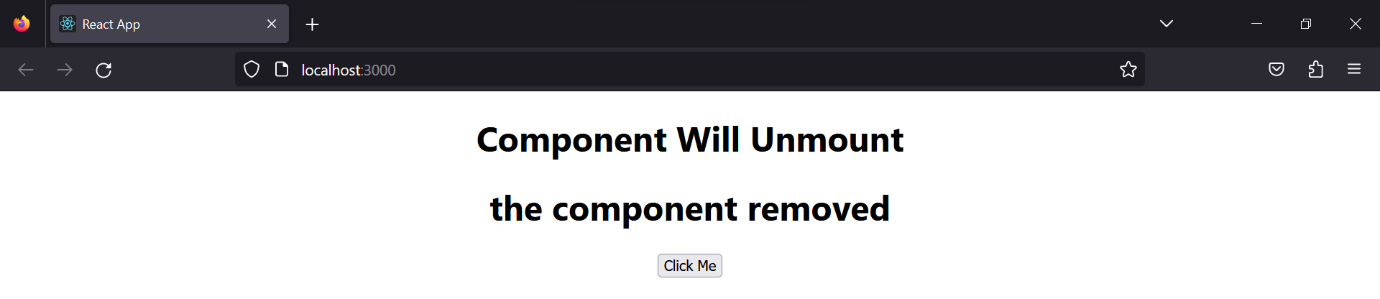 React App
localhost:3000
Component Will Unmount
the component removed
Click Me